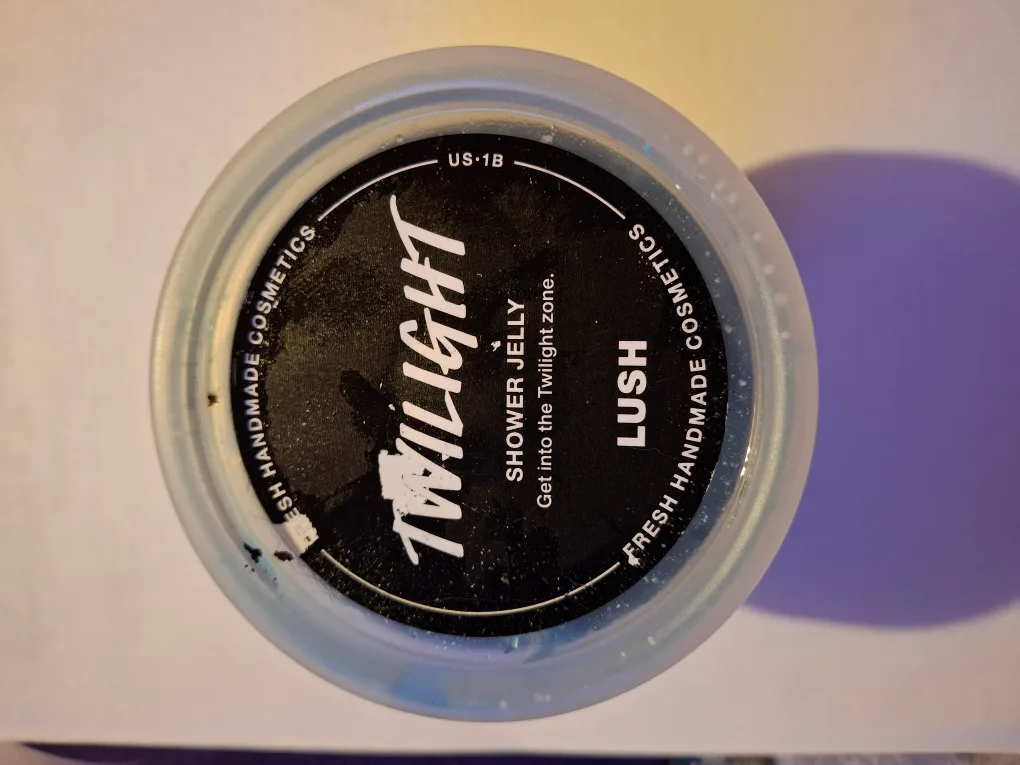 US·1B
FRESH HANDMADE COSMETICS
TWILIGHT
SHOWER JELLY
Get into the Twilight zone.
LUSH
FRESH HANDMADE COSMETICS